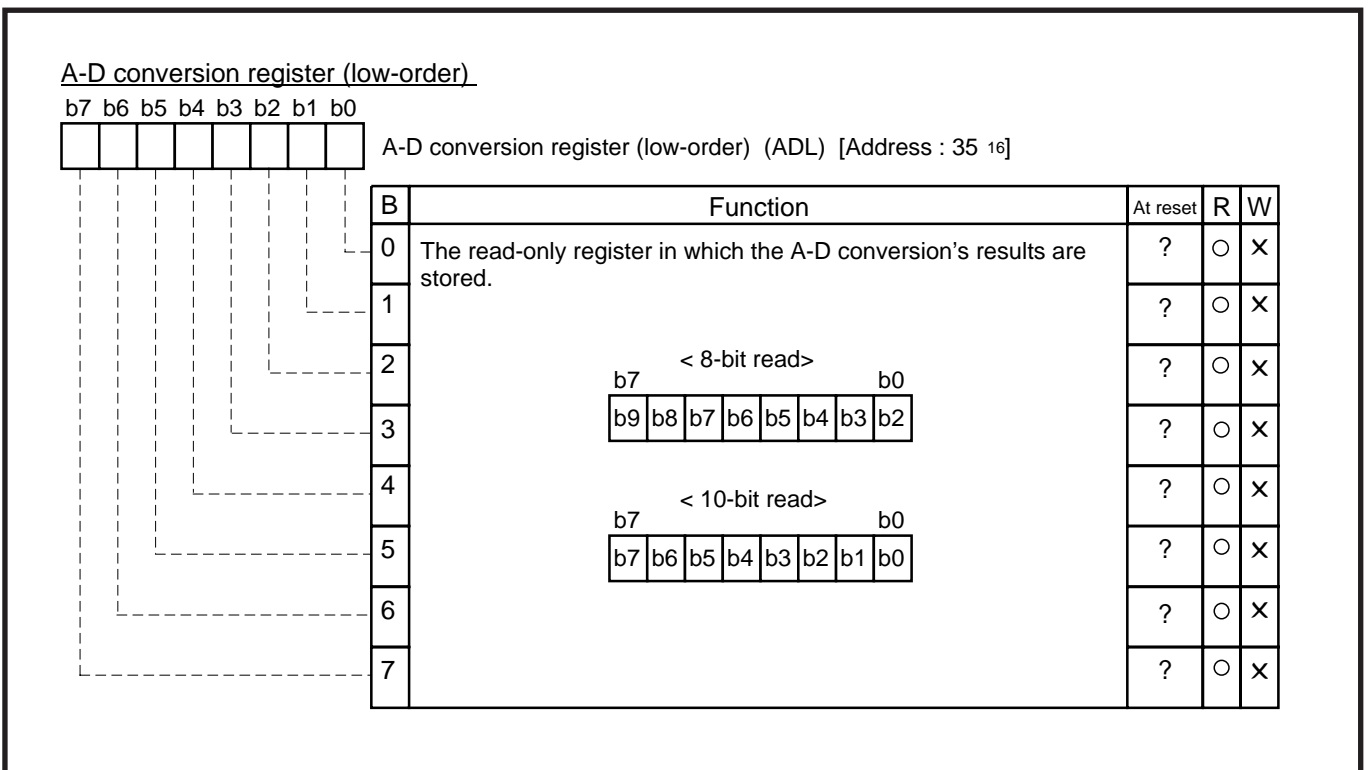 A-D conversion register (low-order)
b7 b6 b5 b4 b3 b2 b1 b0
A-D conversion register (low-order) (ADL) [Address : 35 16]
B Function At reset R W
0 The read-only register in which the A-D conversion’s results are ? ○ ×
stored.
1 ? ○ ×
< 8-bit read>
2 ? ○ ×
b7 b0
b9 b8 b7 b6 b5 b4 b3 b2
3 ? ○ ×
4 ? ○ ×
< 10-bit read>
b7 b0
5 ? ○ ×
b7 b6 b5 b4 b3 b2 b1 b0
6 ? ○ ×
7 ? ○ ×